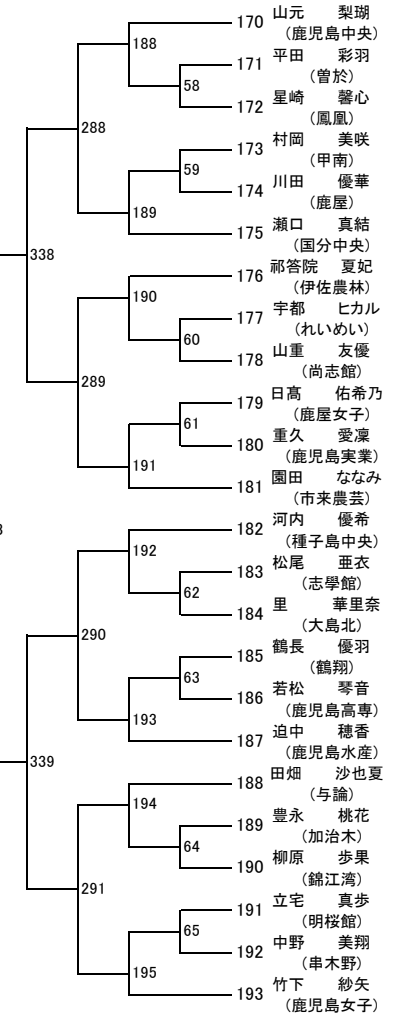 170 山元 梨瑚
(鹿児島中央)
188
171 平田 彩羽
(曽於)
58
172 星崎 馨心
(鳳凰)
288
173 村岡 美咲
(甲南)
59
174 川田 優華
(鹿屋)
189
175 瀬口 真結
(国分中央)
338
176 祁答院 夏妃
(伊佐農林)
190
177 宇都 ヒカル
(れいめい)
60
178 山重 友優
(尚志館)
289
179 日髙 佑希乃
(鹿屋女子)
61
180 重久 愛凜
(鹿児島実業)
191
181 園田 ななみ
(市来農芸)
182 河内 優希
(種子島中央)
192
183 松尾 亜衣
(志學館)
62
184 里 華里奈
(大島北)
290
185 鶴長 優羽
(鶴翔)
63
186 若松 琴音
(鹿児島高専)
193
187 迫中 穂香
(鹿児島水産)
339
188 田畑 沙也夏
(与論)
194
189 豊永 桃花
(加治木)
64
190 柳原 歩果
(錦江湾)
291
191 立宅 真歩
(明桜館)
65
192 中野 美翔
(串木野)
195
193 竹下 紗矢
(鹿児島女子)